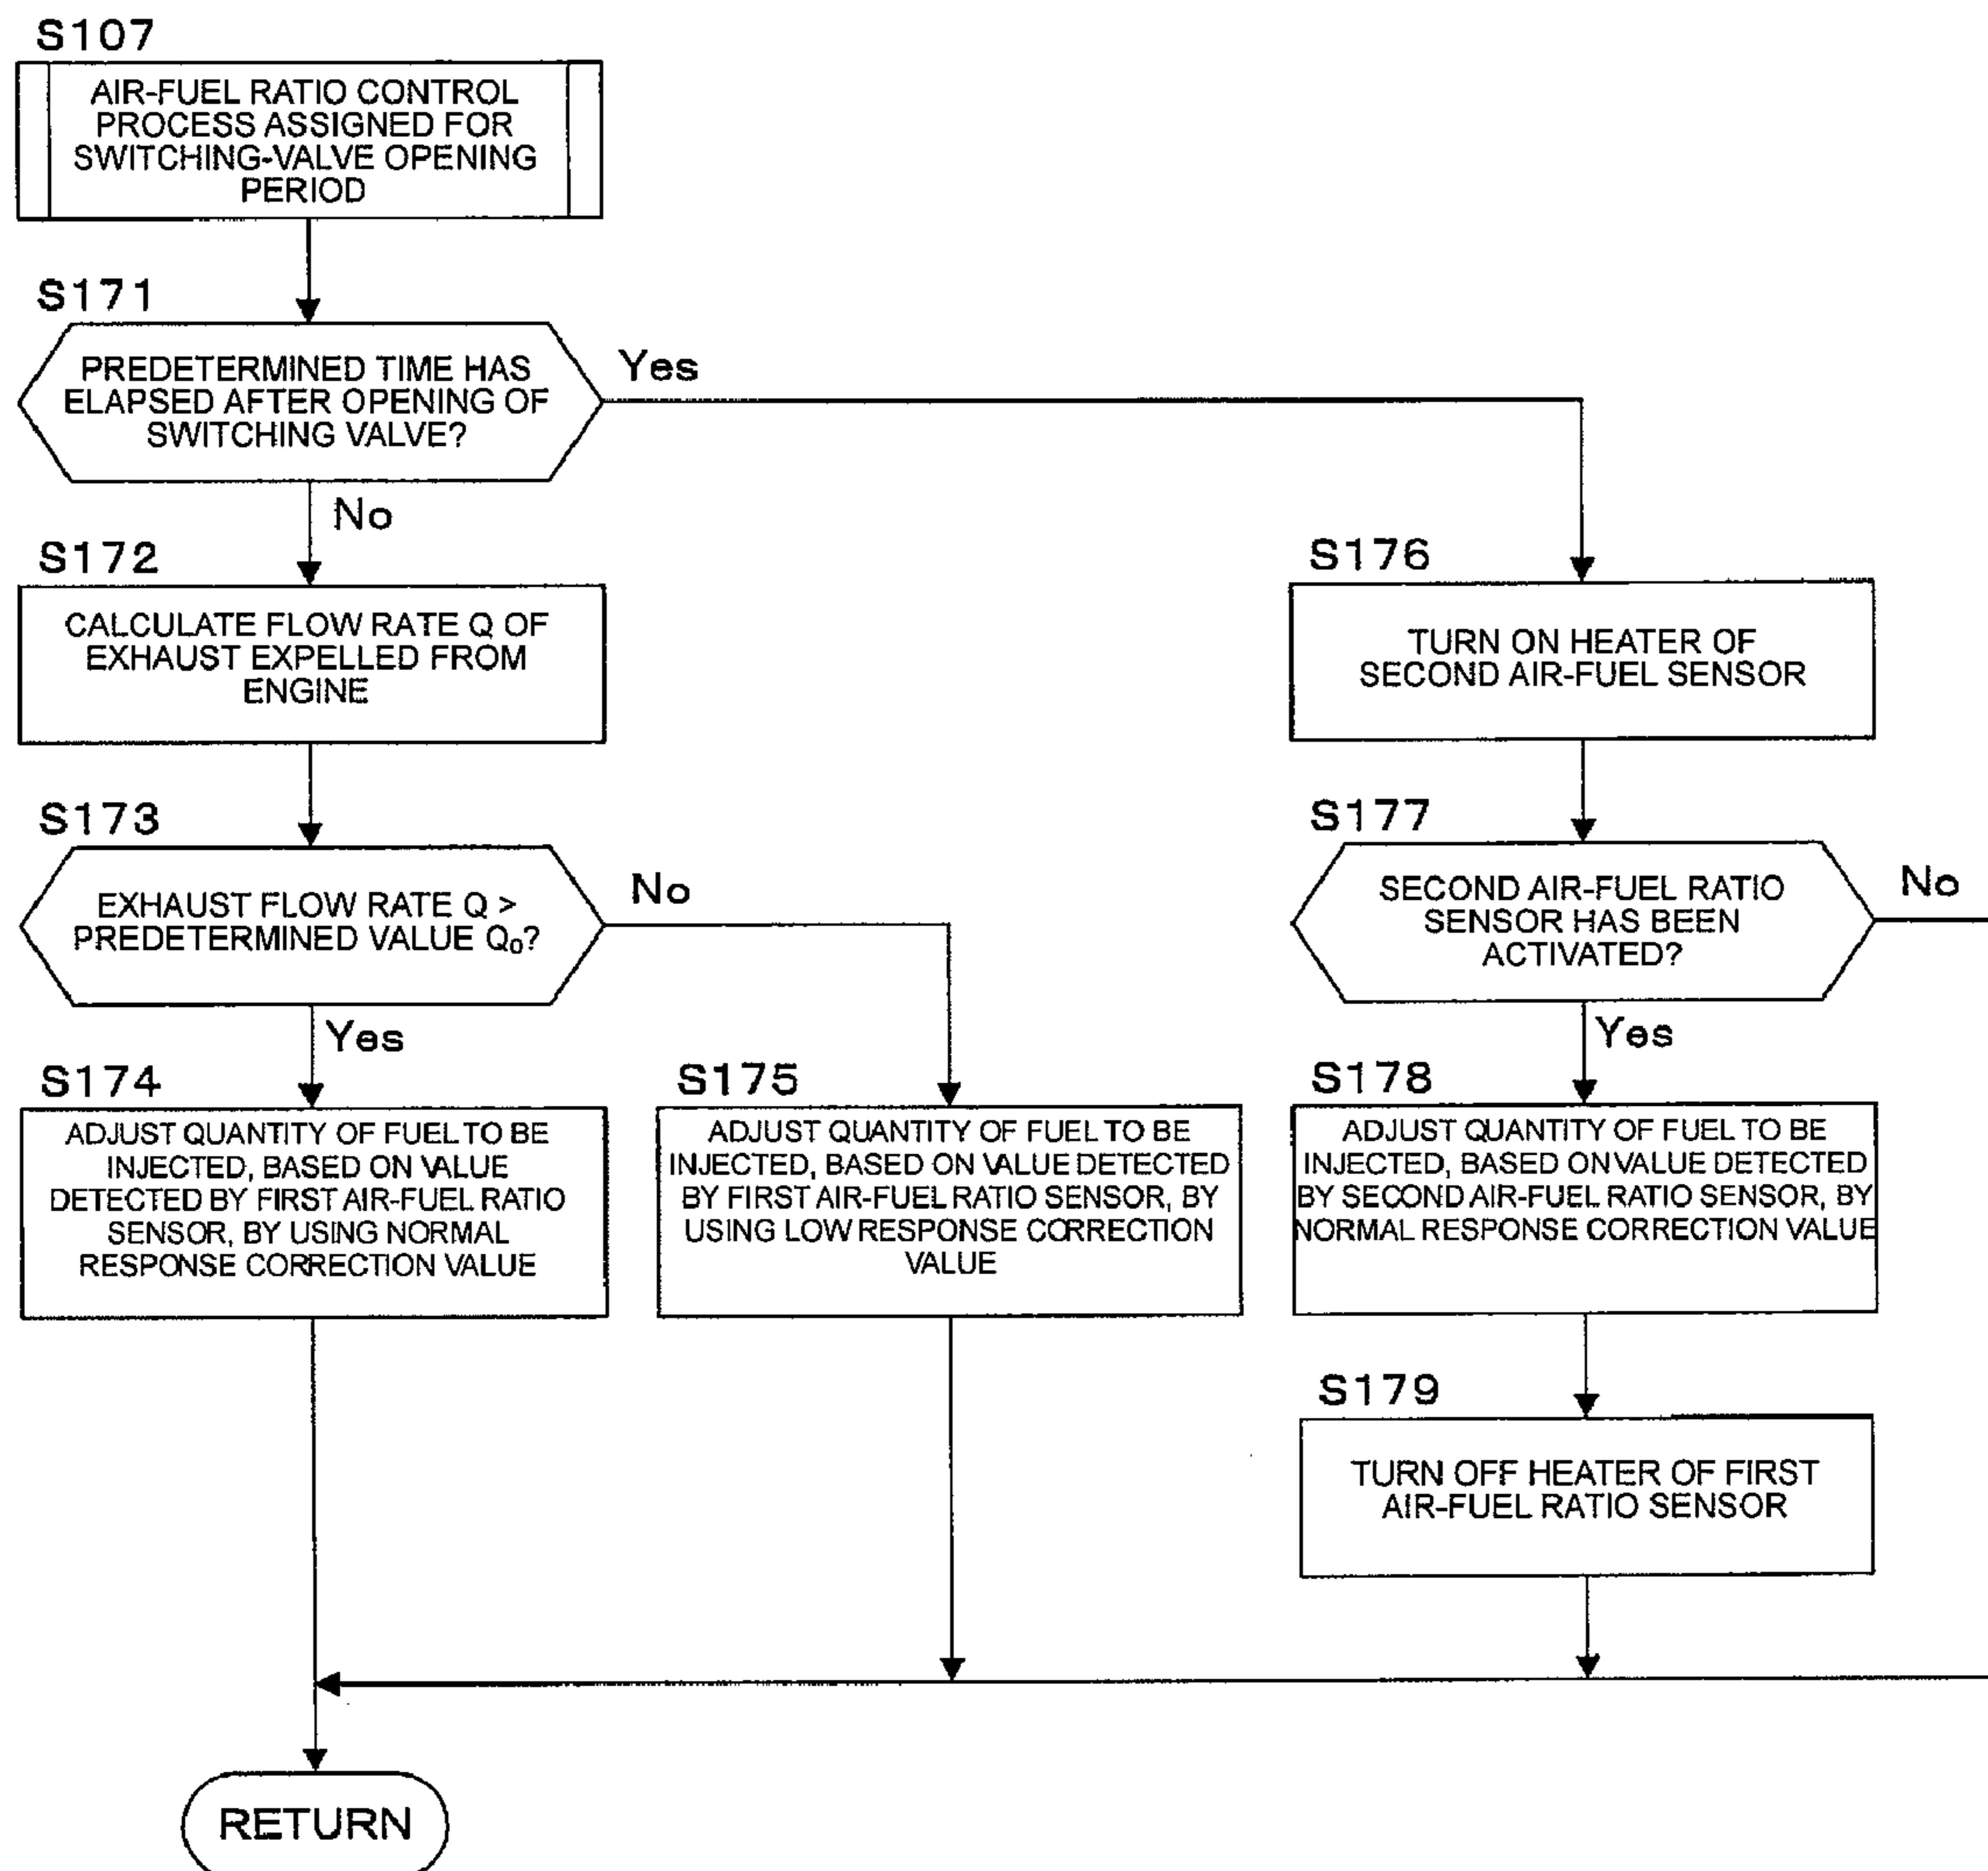 S107
AIR-FUEL RATIO CONTROL
PROCESS ASSIGNED FOR
SWITCHING-VALVE OPENING
PERIOD
S171
PREDETERMINED TIME HAS
ELAPSED AFTER OPENING OF
SWITCHING VALVE?
Yes
No
S172
CALCULATE FLOW RATE Q OF
EXHAUST EXPELLED FROM
ENGINE
S173
EXHAUST FLOW RATE Q >
PREDETERMINED VALUE Q₀?
No
Yes
S174
ADJUST QUANTITY OF FUEL TO BE
INJECTED, BASED ON VALUE
DETECTED BY FIRST AIR-FUEL RATIO
SENSOR, BY USING NORMAL
RESPONSE CORRECTION VALUE
S175
ADJUST QUANTITY OF FUEL TO BE
INJECTED, BASED ON VALUE DETECTED
BY FIRST AIR-FUEL RATIO SENSOR, BY
USING LOW RESPONSE CORRECTION
VALUE
S176
TURN ON HEATER OF
SECOND AIR-FUEL SENSOR
S177
SECOND AIR-FUEL RATIO
SENSOR HAS BEEN
ACTIVATED?
No
Yes
S178
ADJUST QUANTITY OF FUEL TO BE
INJECTED, BASED ON VALUE DETECTED
BY SECOND AIR-FUEL RATIO SENSOR, BY
NORMAL RESPONSE CORRECTION VALUE
S179
TURN OFF HEATER OF FIRST
AIR-FUEL RATIO SENSOR
RETURN